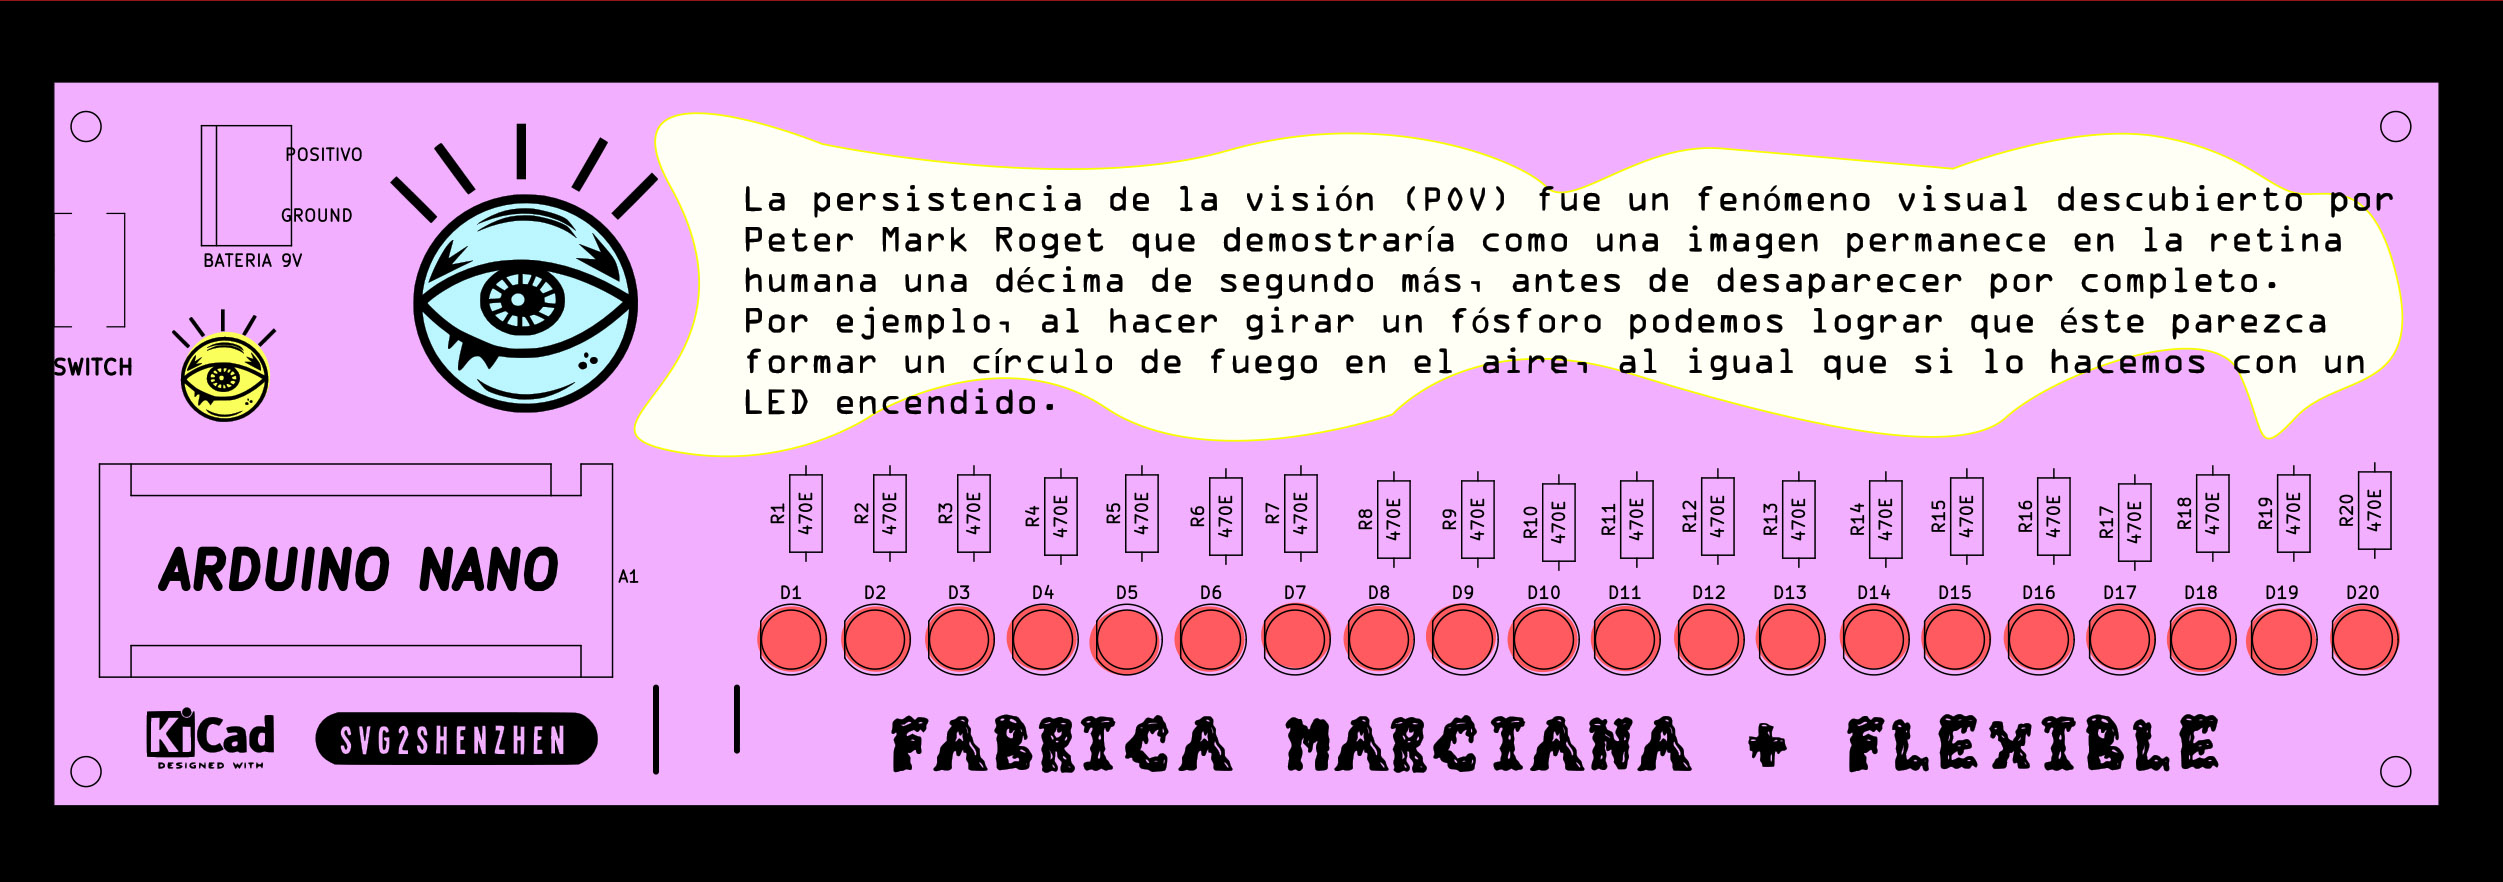 POSITIVO
GROUND
BATERIA 9V
SWITCH
La persistencia de la visión (POV) fue un fenómeno visual descubierto por
Peter Mark Roget que demostraría como una imagen permanece en la retina
humana una décima de segundo más, antes de desaparecer por completo.
Por ejemplo, al hacer girar un fósforo podemos lograr que éste parezca
formar un círculo de fuego en el aire, al igual que si lo hacemos con un
LED encendido.
R1 470E R2 470E R3 470E R4 470E R5 470E R6 470E R7 470E R8 470E R9 470E R10 470E R11 470E R12 470E R13 470E R14 470E R15 470E R16 470E R17 470E R18 470E R19 470E R20 470E
ARDUINO NANO
A1
D1 D2 D3 D4 D5 D6 D7 D8 D9 D10 D11 D12 D13 D14 D15 D16 D17 D18 D19 D20
KiCad
DESIGNED WITH
SVG2SHENZHEN
FABRICA MARCIANA + FLEXIBLE